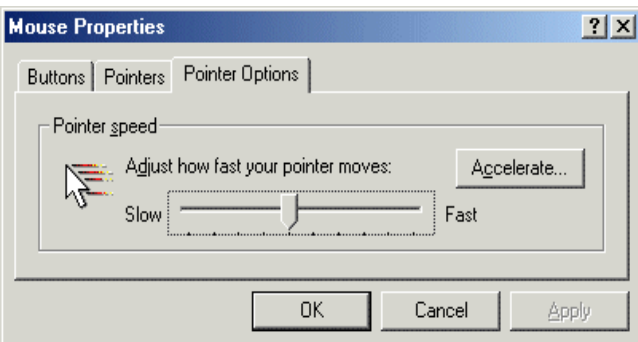 Mouse Properties
? X
Buttons Pointers Pointer Options
Pointer speed
Adjust how fast your pointer moves:
Accelerate...
Slow
Fast
OK Cancel Apply